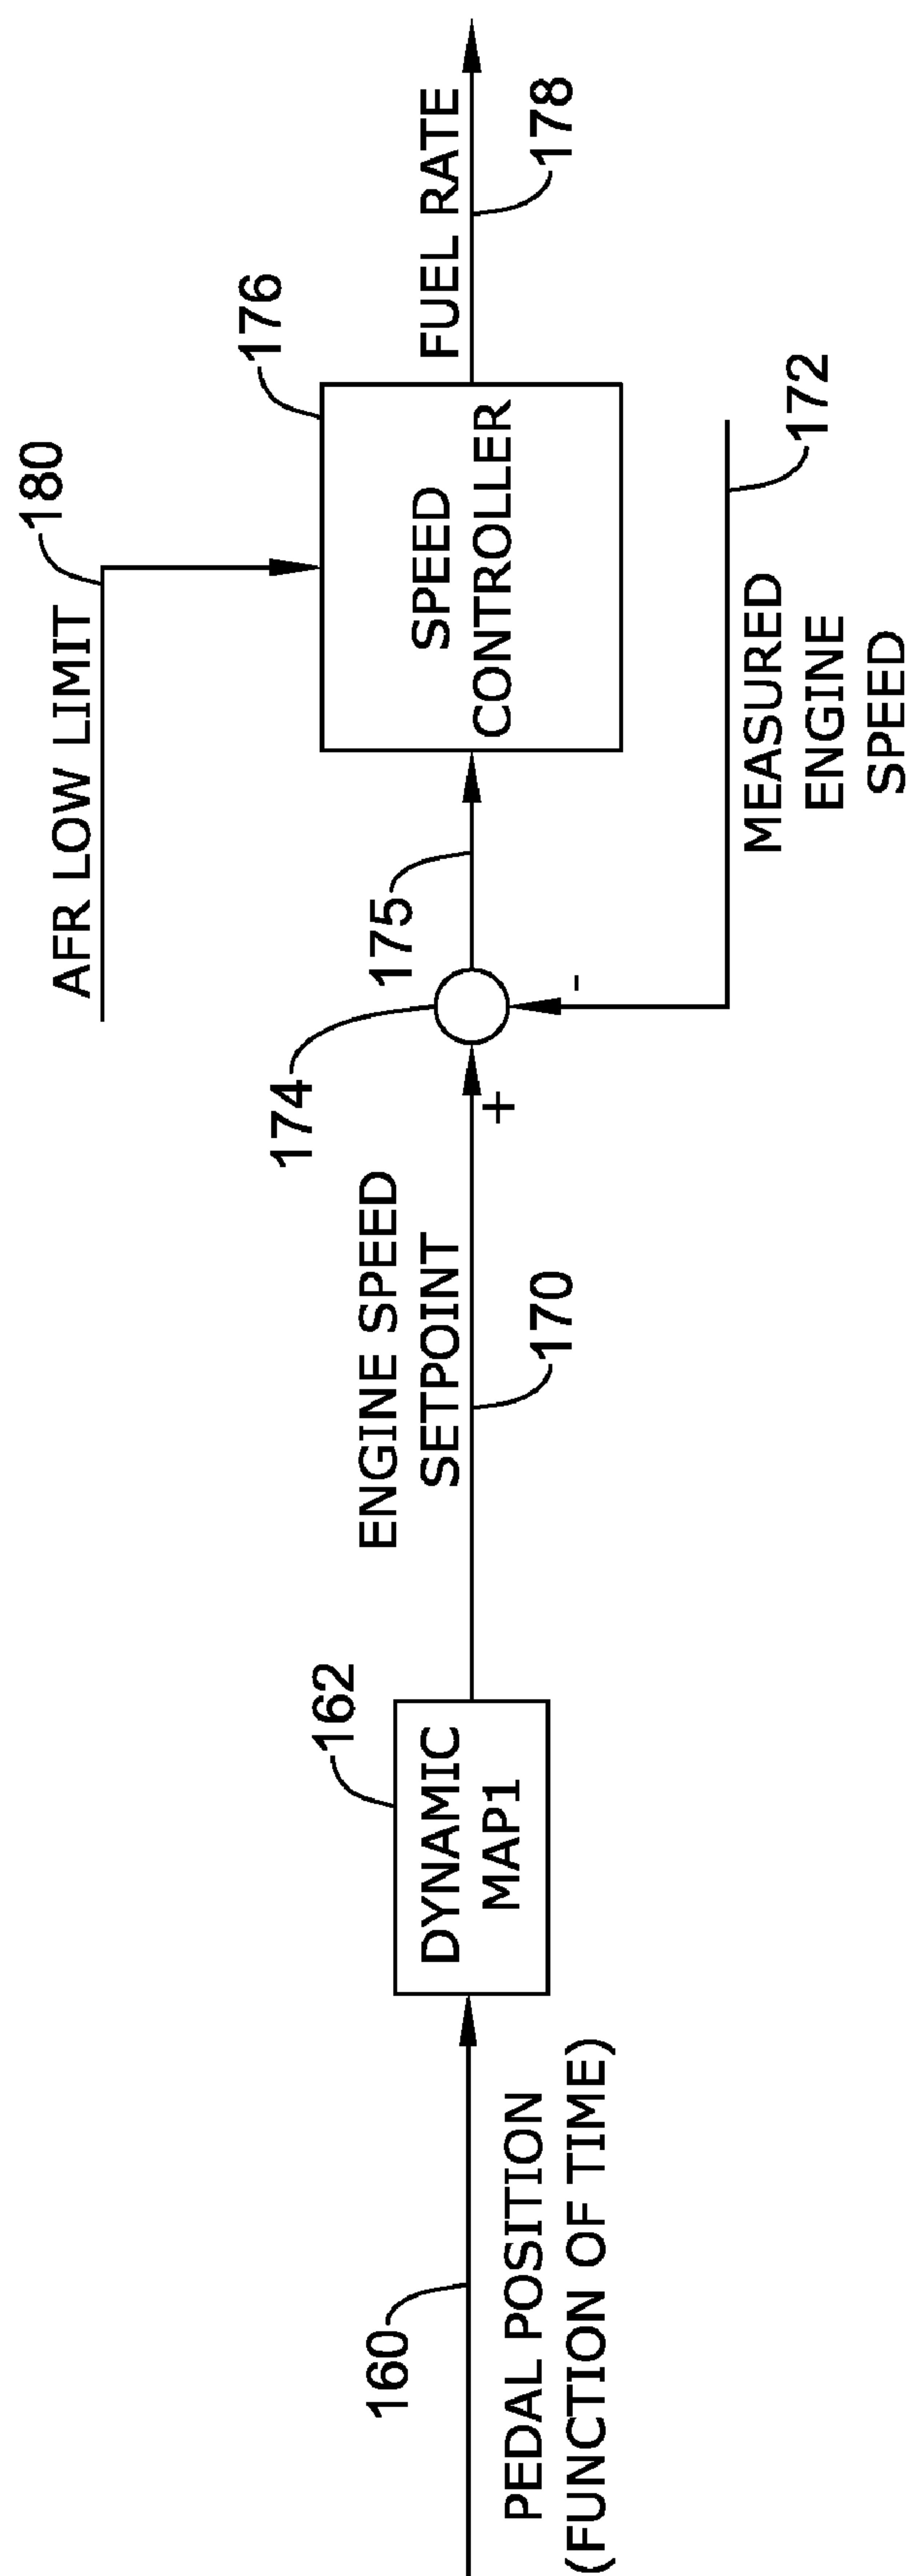 PEDAL POSITION
(FUNCTION OF TIME)
160
DYNAMIC
MAP1
162
ENGINE SPEED
SETPOINT
170
+
-
174
175
AFR LOW LIMIT
180
SPEED
CONTROLLER
176
MEASURED
ENGINE
SPEED
172
FUEL RATE
178